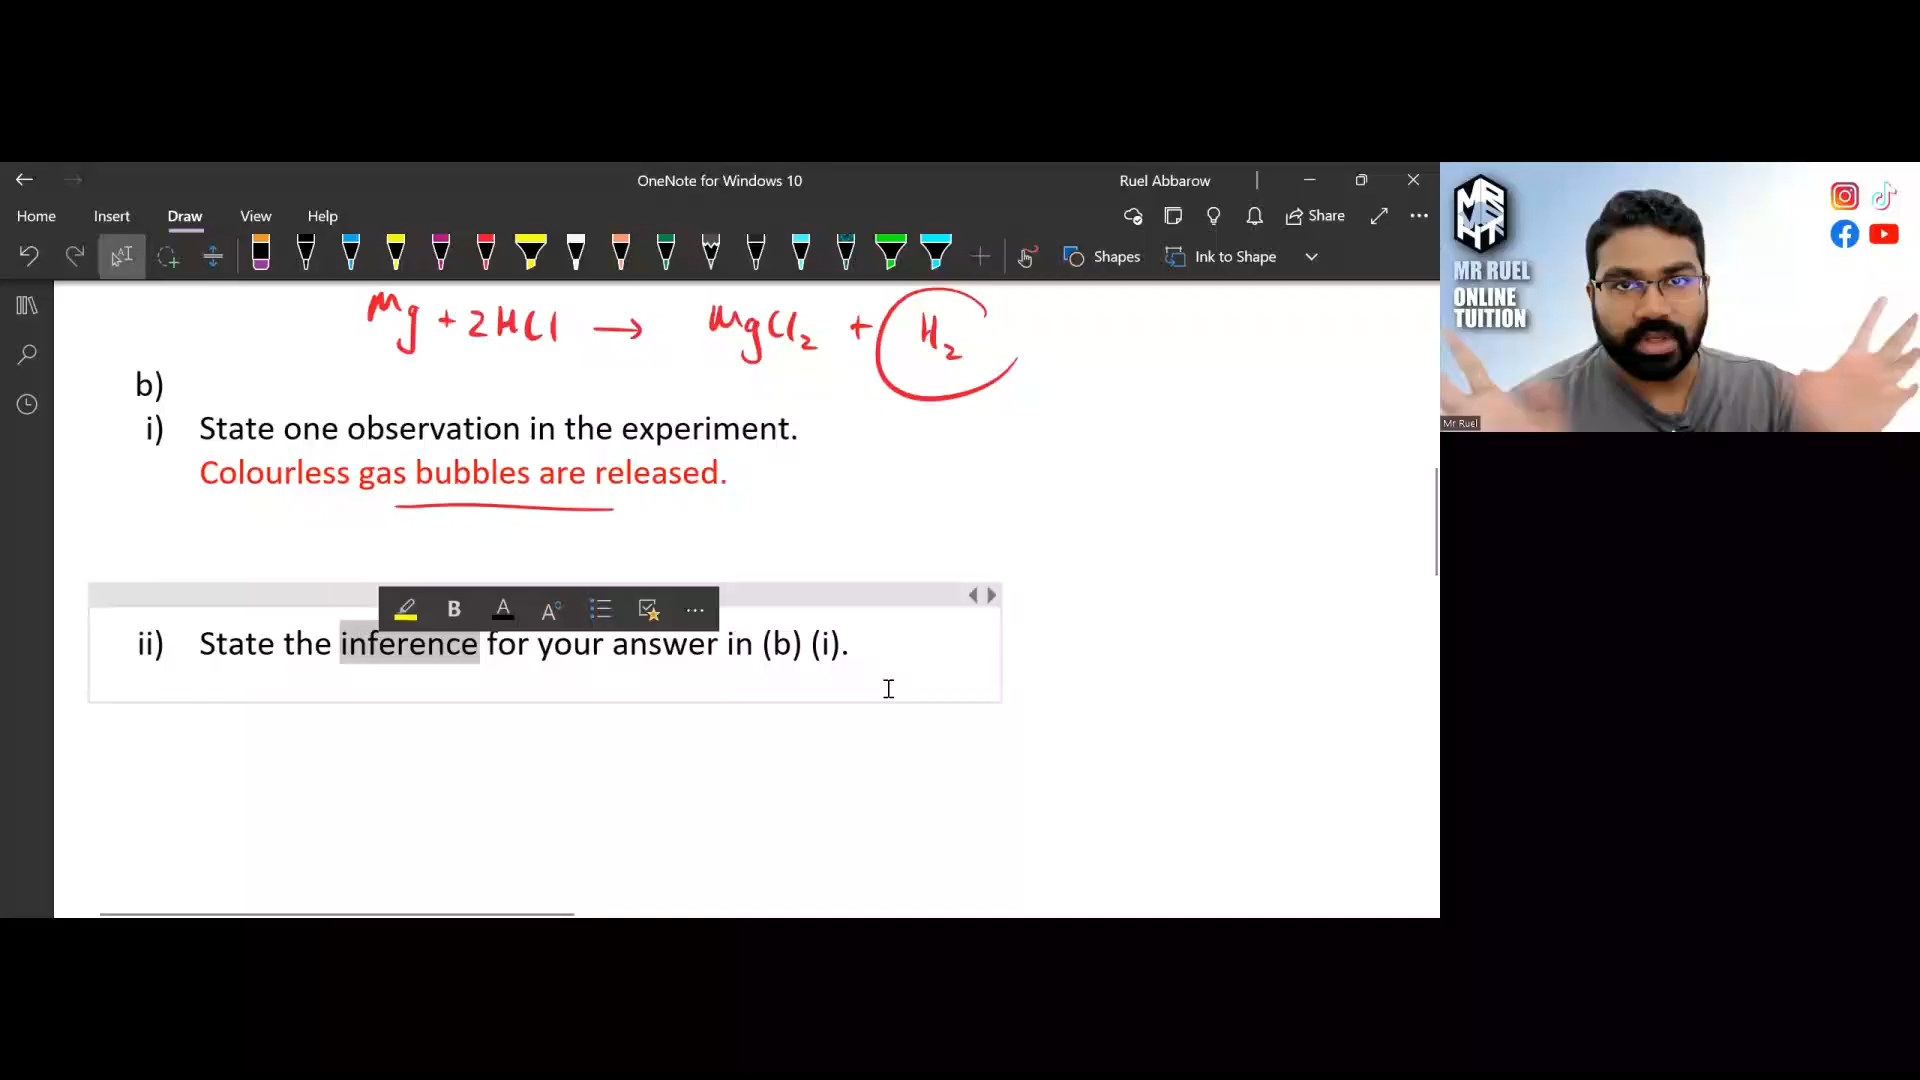 OneNote for Windows 10
Ruel Abbarow
Home Insert Draw View Help
Share
Shapes
Ink to Shape
Mg + 2HCl → MgCl₂ + H₂
b)
i) State one observation in the experiment.
Colourless gas bubbles are released.
B A A
ii) State the inference for your answer in (b) (i).
MR RUEL
ONLINE
TUITION
Mr Ruel